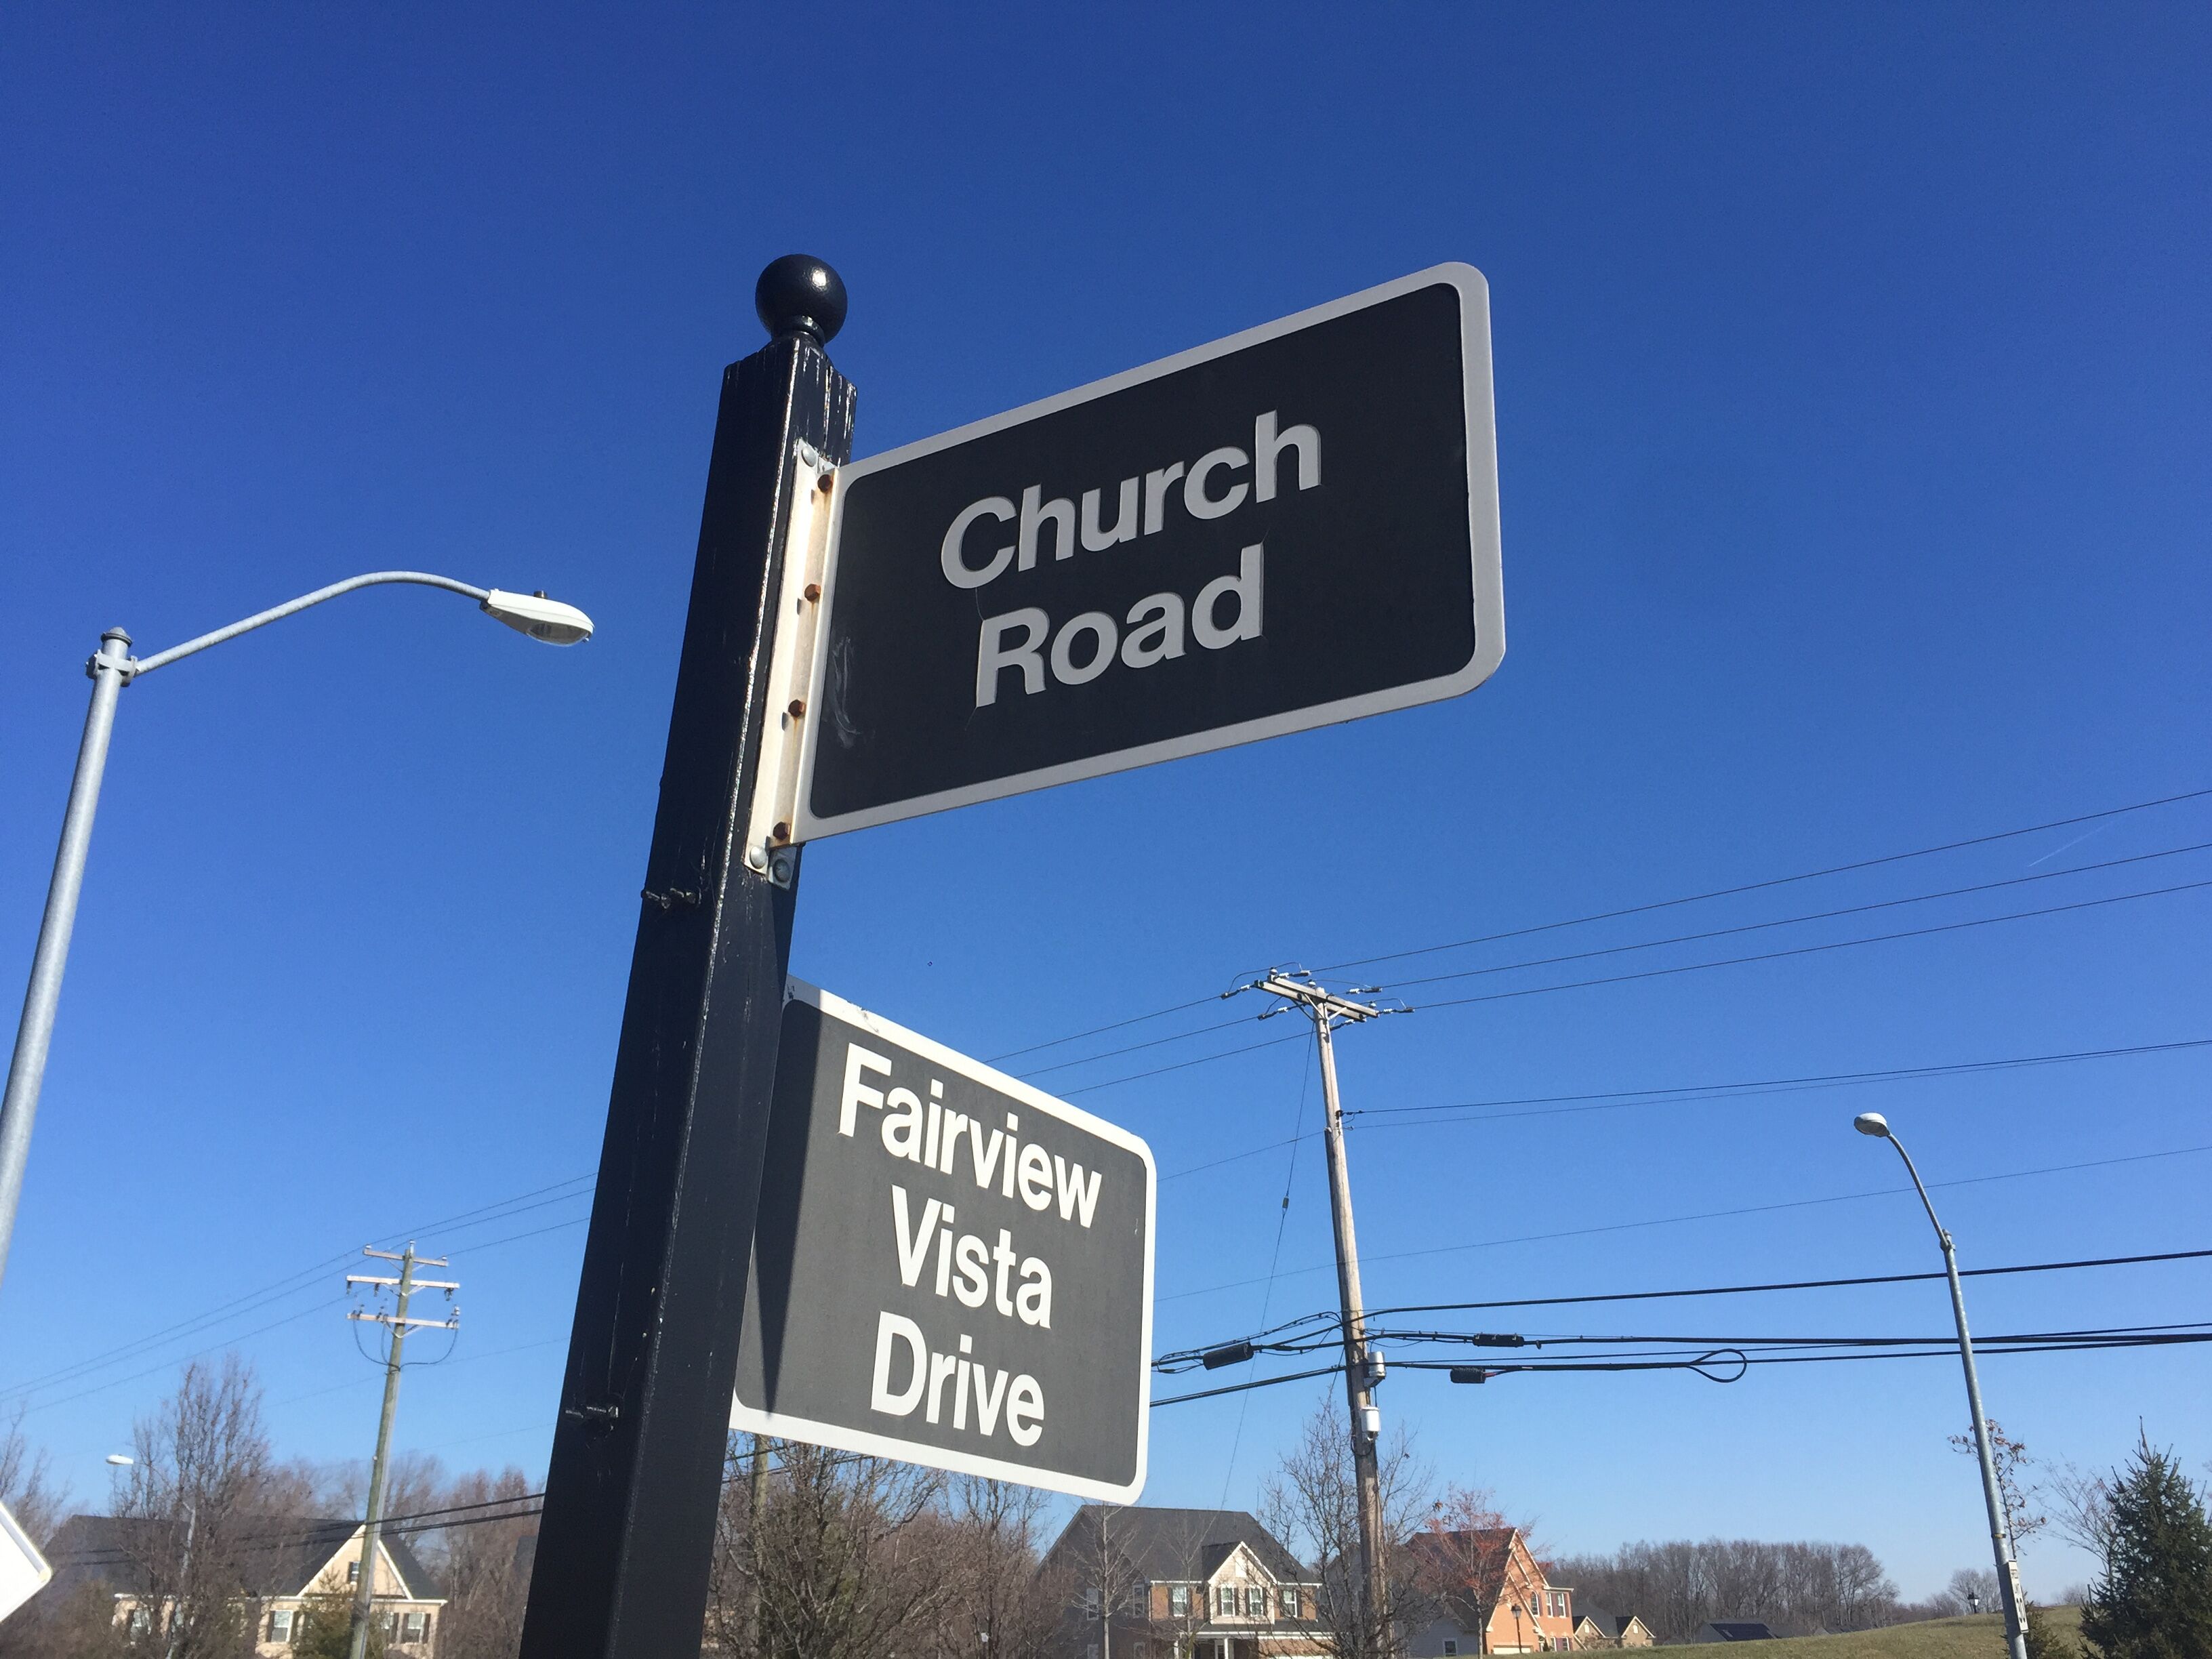 Church
Road
Fairview
Vista
Drive